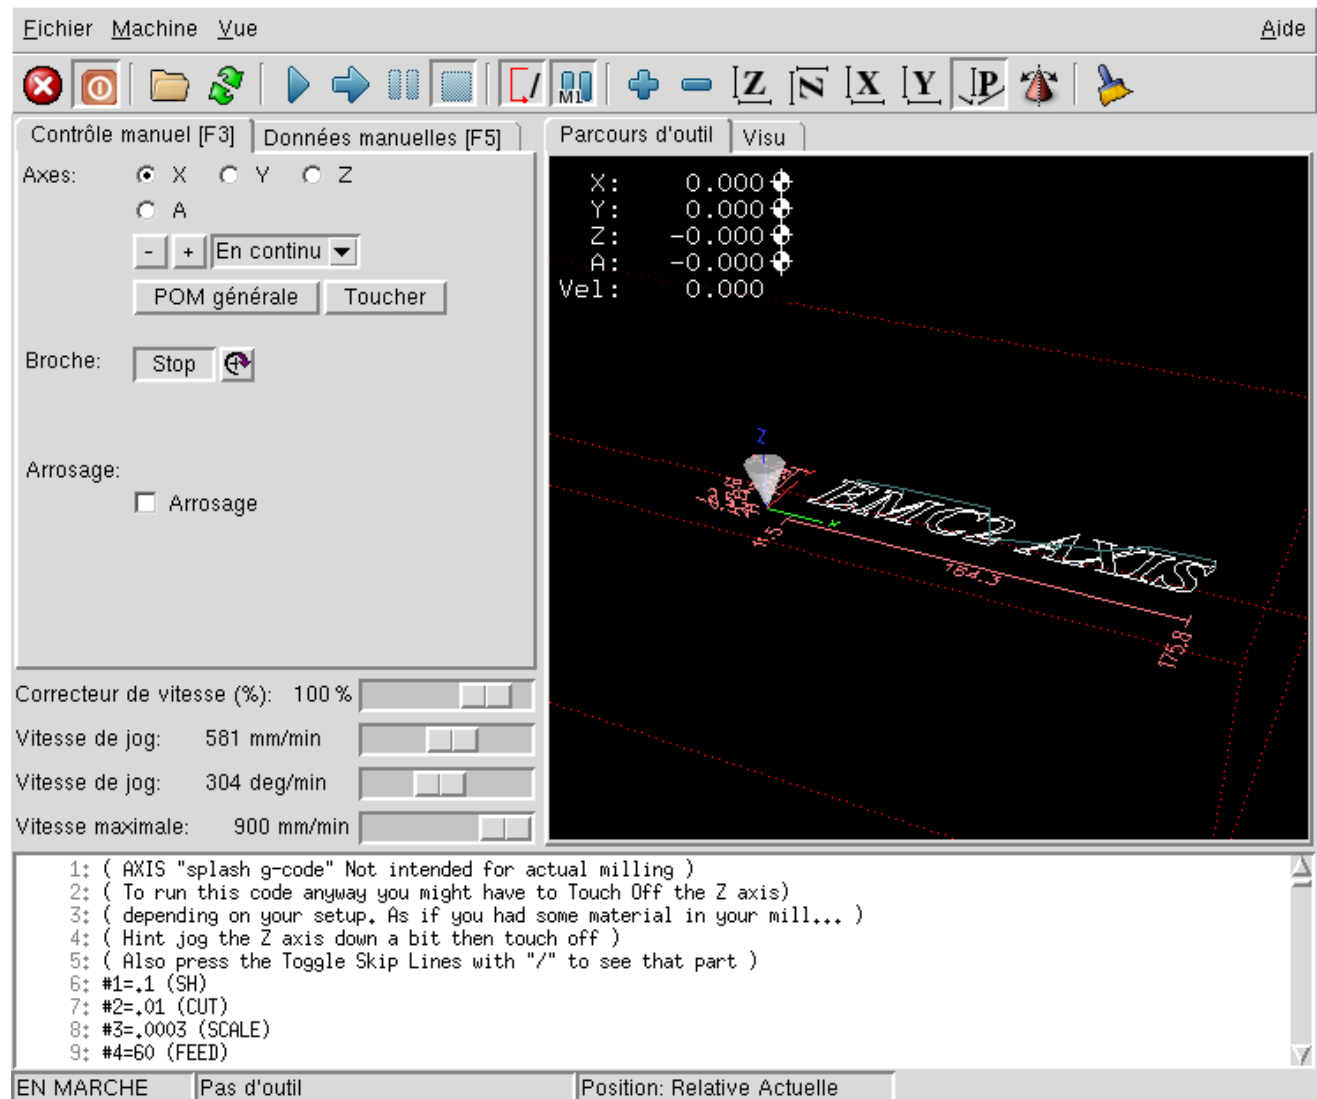 Fichier Machine Vue Aide
M1 Z N X Y P
Contrôle manuel [F3] Données manuelles [F5] Parcours d'outil Visu
Axes: X Y Z
A
- + En continu
POM générale Toucher
Broche: Stop
Arrosage:
Arrosage
X: 0.000
Y: 0.000
Z: -0.000
A: -0.000
Vel: 0.000
Z
X
EMC2 AXIS
11.5
164.3
175.8
Correcteur de vitesse (%): 100 %
Vitesse de jog: 581 mm/min
Vitesse de jog: 304 deg/min
Vitesse maximale: 900 mm/min
1: ( AXIS "splash g-code" Not intended for actual milling )
2: ( To run this code anyway you might have to Touch Off the Z axis)
3: ( depending on your setup. As if you had some material in your mill... )
4: ( Hint jog the Z axis down a bit then touch off )
5: ( Also press the Toggle Skip Lines with "/" to see that part )
6: #1=.1 (SH)
7: #2=.01 (CUT)
8: #3=.0003 (SCALE)
9: #4=60 (FEED)
EN MARCHE Pas d'outil Position: Relative Actuelle